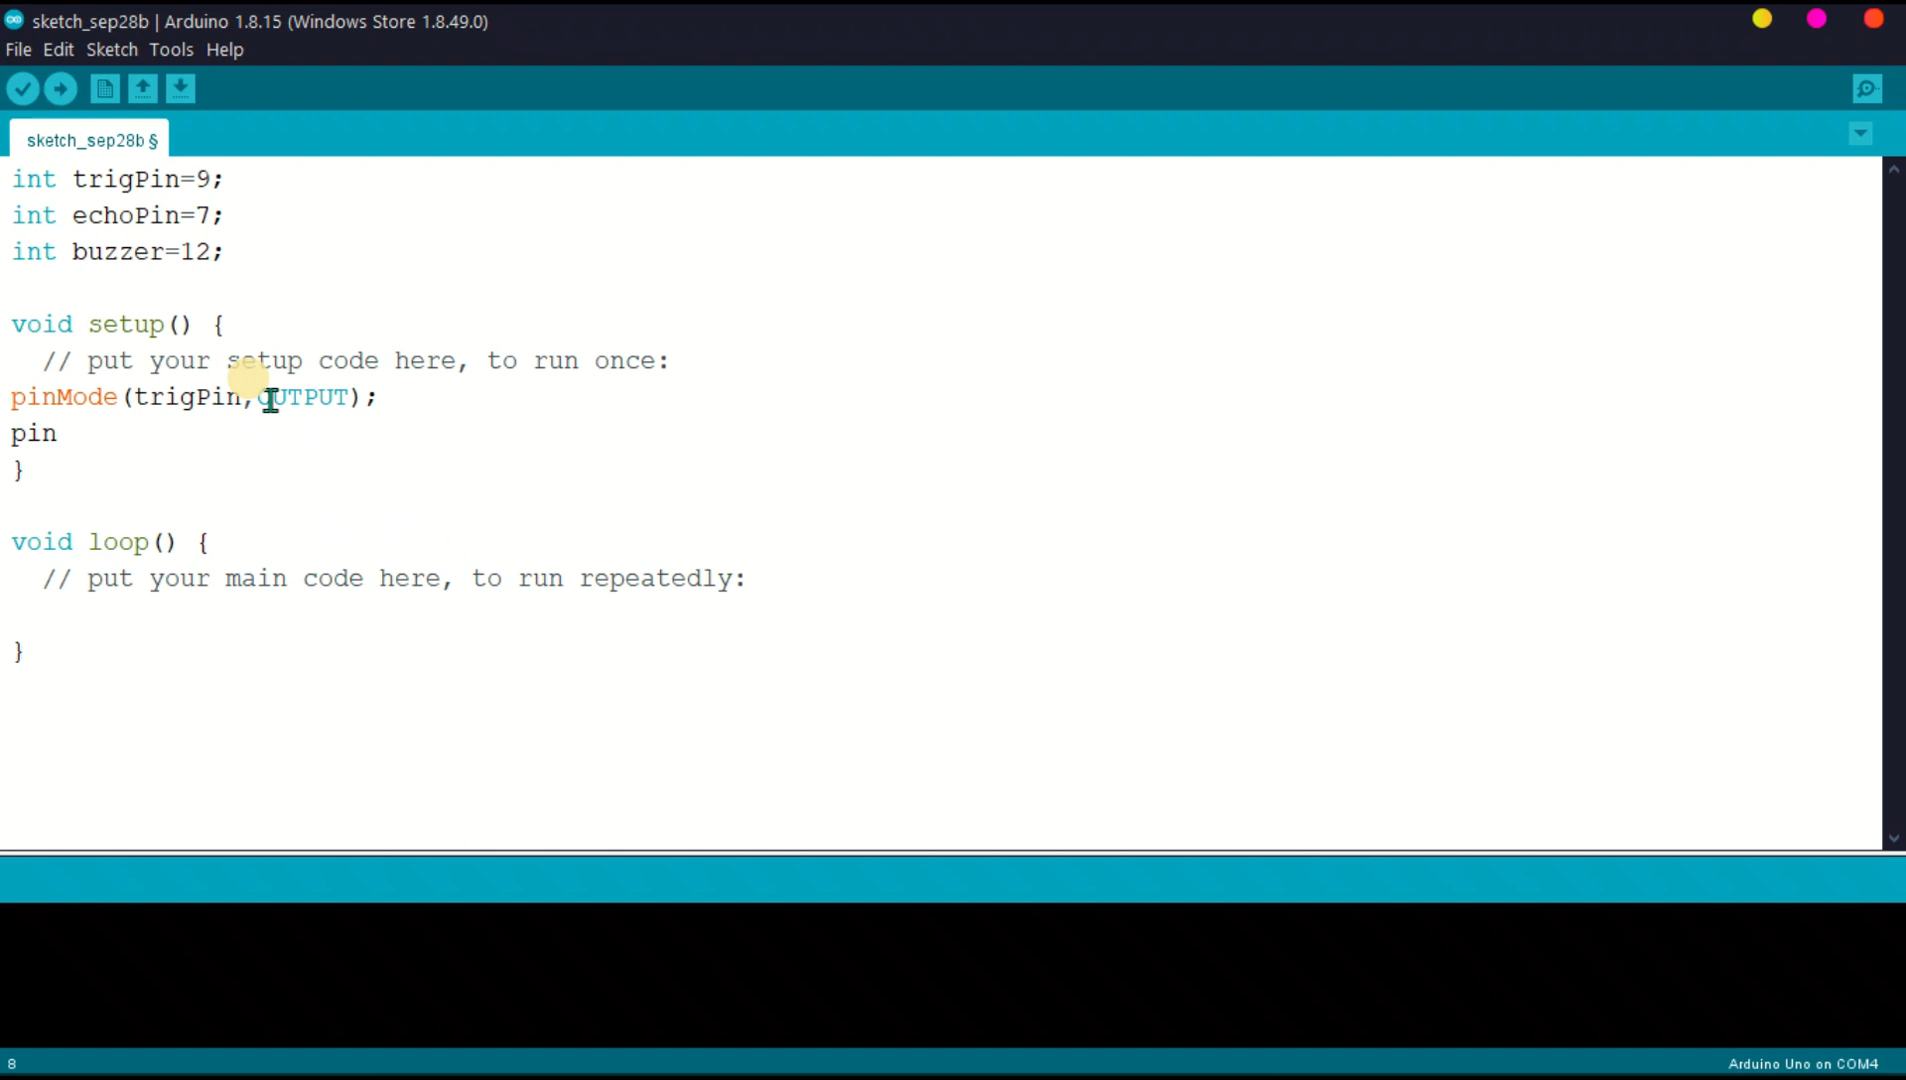 sketch_sep28b | Arduino 1.8.15 (Windows Store 1.8.49.0)
File Edit Sketch Tools Help
sketch_sep28b §
int trigPin=9;
int echoPin=7;
int buzzer=12;
void setup() {
// put your setup code here, to run once:
pinMode(trigPin,OUTPUT);
pin
}
void loop() {
// put your main code here, to run repeatedly:
}
8
Arduino Uno on COM4